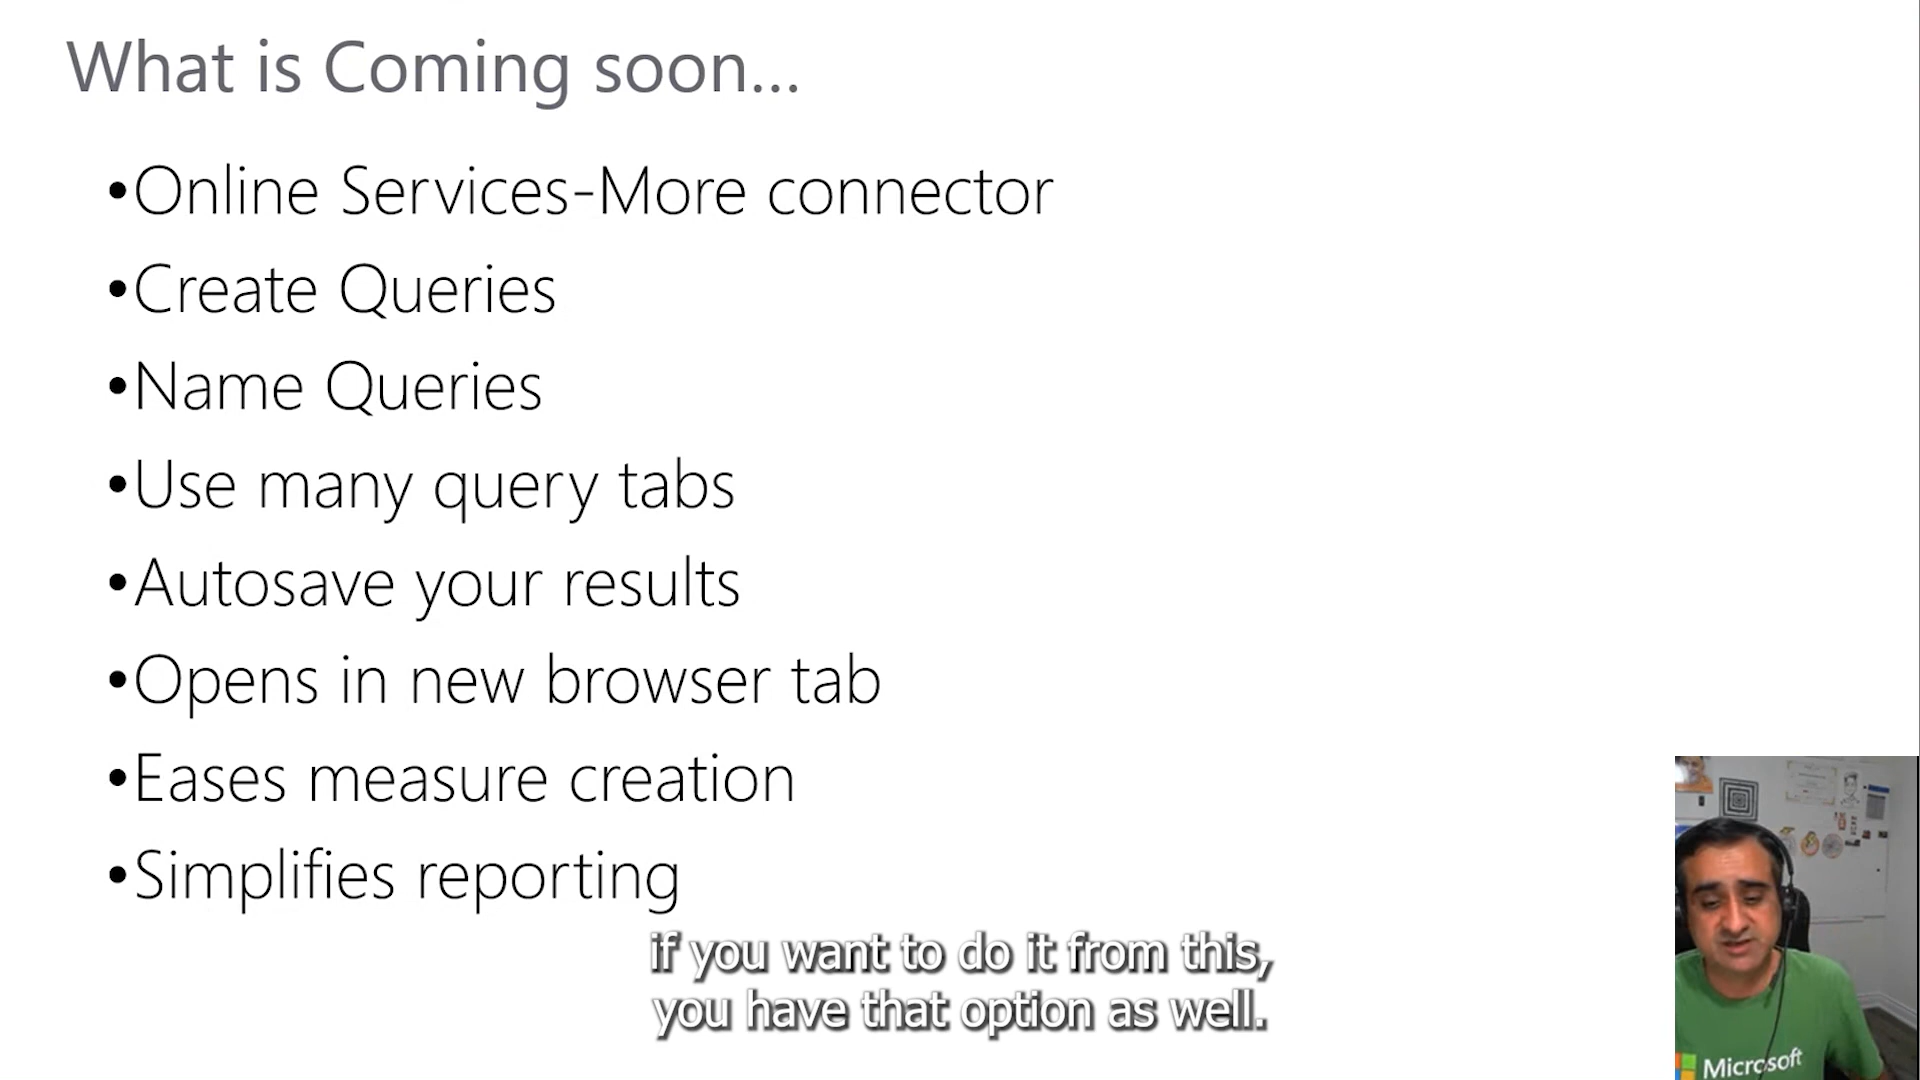 What is Coming soon...
•Online Services-More connector
•Create Queries
•Name Queries
•Use many query tabs
•Autosave your results
•Opens in new browser tab
•Eases measure creation
•Simplifies reporting
if you want to do it from this,
you have that option as well.
Microsoft